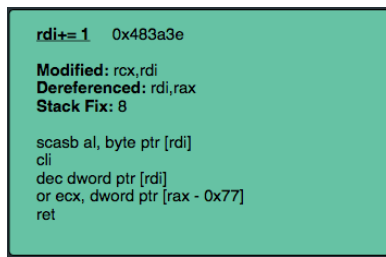 rdi+= 1 0x483a3e
Modified: rcx,rdi
Dereferenced: rdi,rax
Stack Fix: 8
scasb al, byte ptr [rdi]
cli
dec dword ptr [rdi]
or ecx, dword ptr [rax - 0x77]
ret